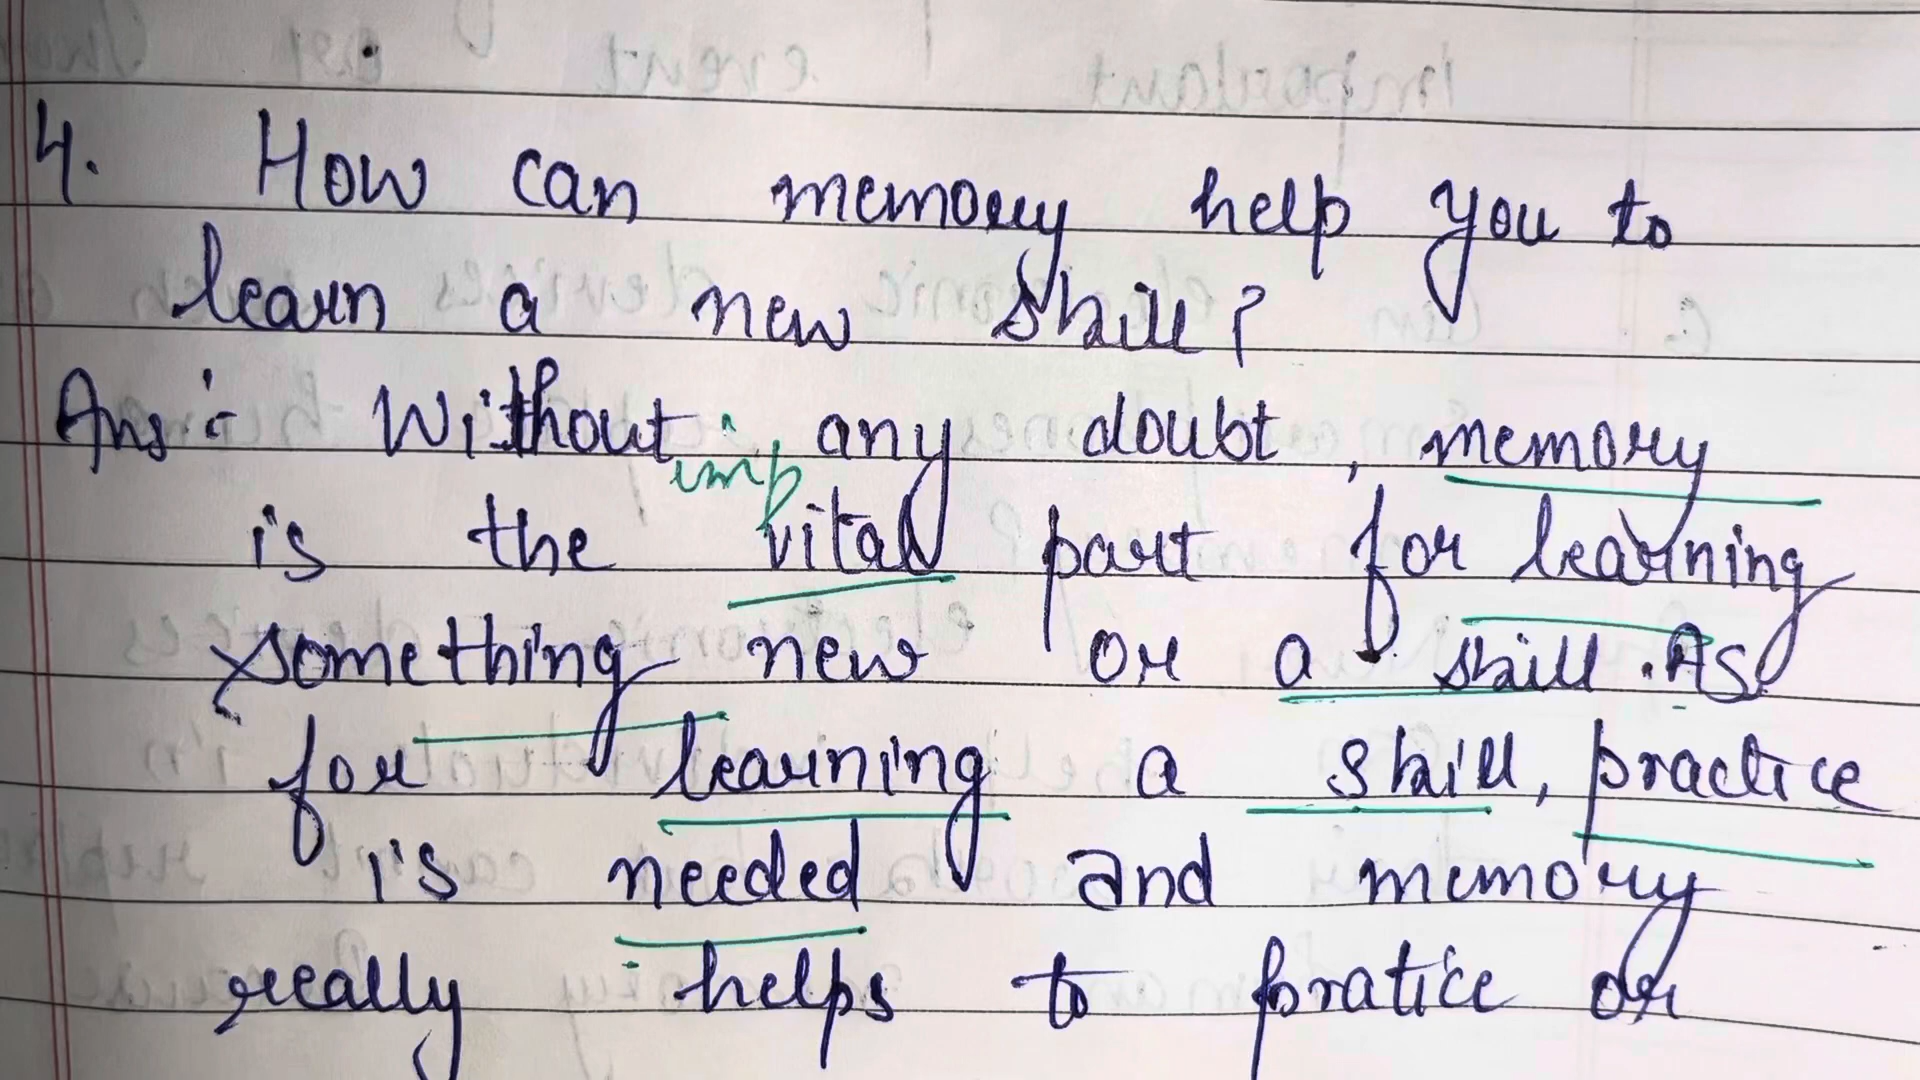 4. How can memory help you to
learn a new skill?
Ans :- Without any doubt, memory
imp
is the vital part for learning
something new or a skill. As
for learning a skill, practice
is needed and memory
really helps to pratice or